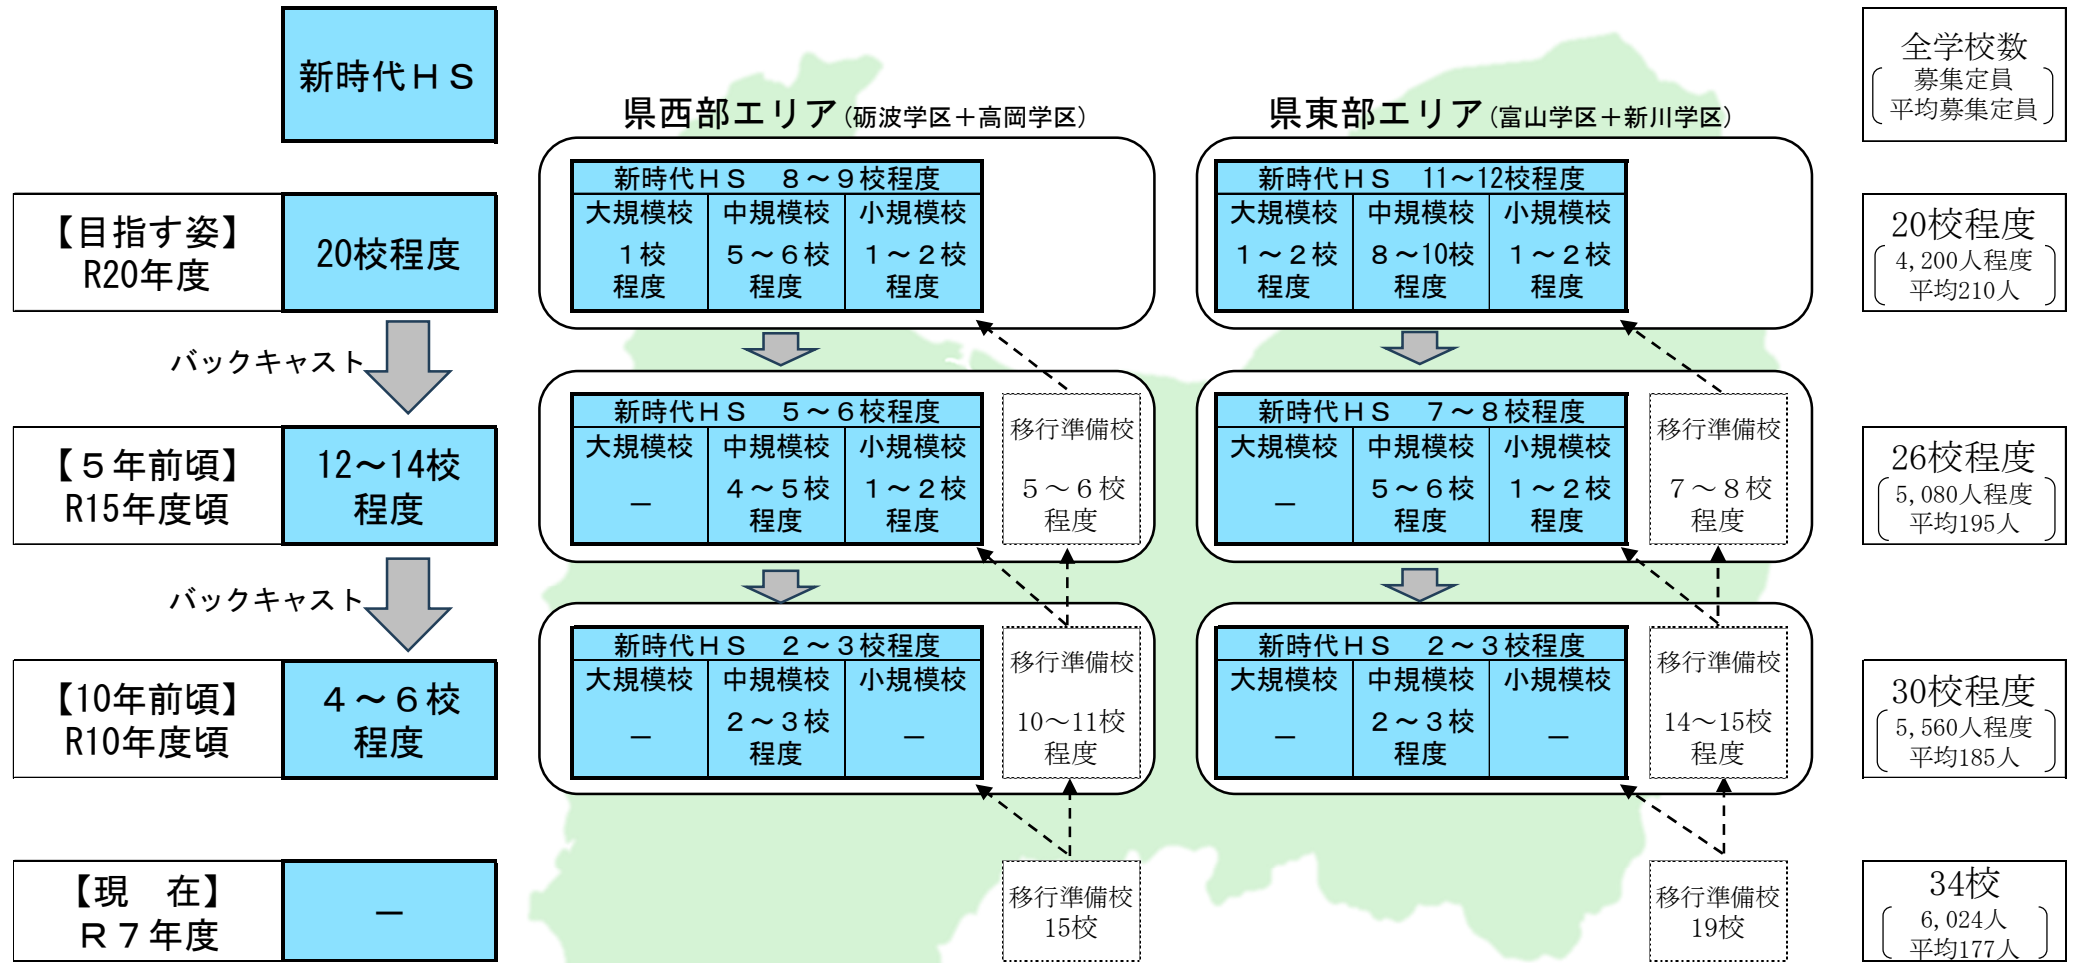 新時代ＨＳ
全学校数
募集定員
平均募集定員
県西部エリア(砺波学区＋高岡学区)
県東部エリア(富山学区＋新川学区)
【目指す姿】
R20年度
20校程度
新時代ＨＳ　８～９校程度
大規模校
１校
程度
中規模校
５～６校
程度
小規模校
１～２校
程度
新時代ＨＳ　11～12校程度
大規模校
１～２校
程度
中規模校
８～10校
程度
小規模校
１～２校
程度
20校程度
4,200人程度
平均210人
バックキャスト
【５年前頃】
R15年度頃
12～14校
程度
新時代ＨＳ　５～６校程度
大規模校
－
中規模校
４～５校
程度
小規模校
１～２校
程度
移行準備校
５～６校
程度
新時代ＨＳ　７～８校程度
大規模校
－
中規模校
５～６校
程度
小規模校
１～２校
程度
移行準備校
７～８校
程度
26校程度
5,080人程度
平均195人
バックキャスト
【10年前頃】
R10年度頃
４～６校
程度
新時代ＨＳ　２～３校程度
大規模校
－
中規模校
２～３校
程度
小規模校
－
移行準備校
10～11校
程度
新時代ＨＳ　２～３校程度
大規模校
－
中規模校
２～３校
程度
小規模校
－
移行準備校
14～15校
程度
30校程度
5,560人程度
平均185人
【現　在】
Ｒ７年度
－
移行準備校
15校
移行準備校
19校
34校
6,024人
平均177人